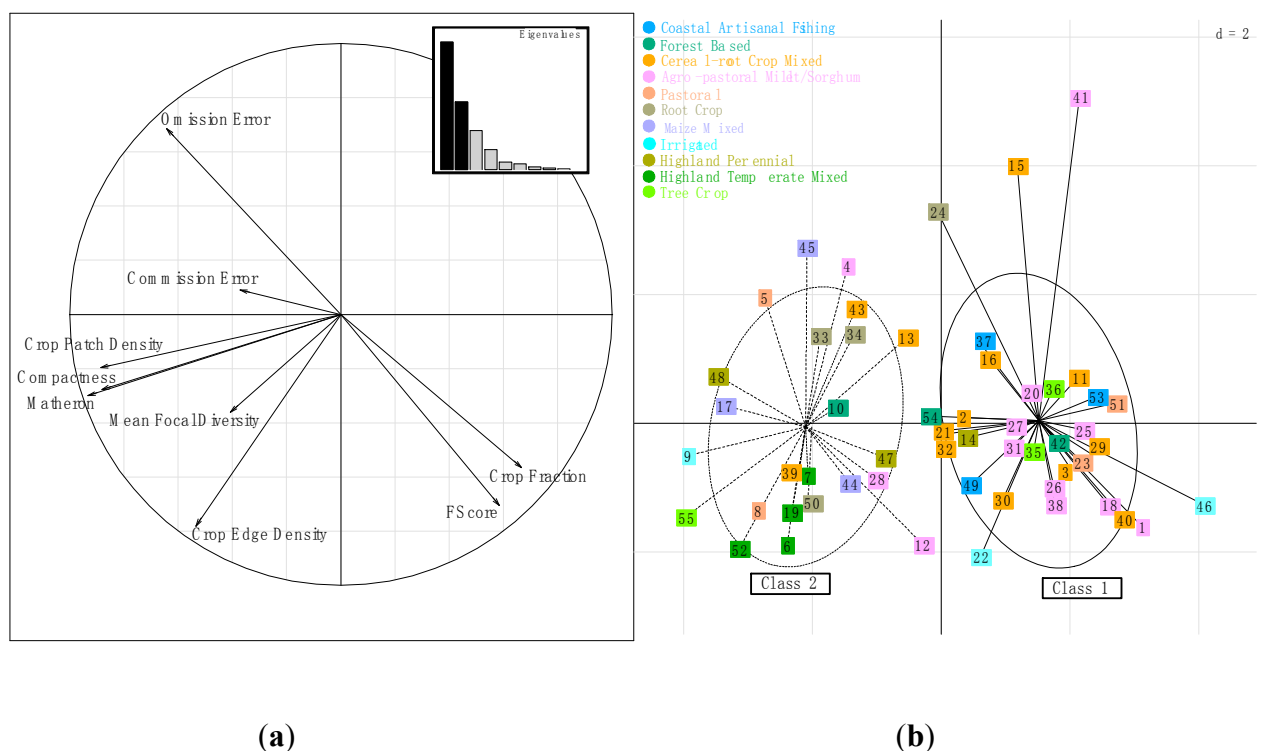 Eigenvalues
Omission Error
Commission Error
Crop Patch Density
Compactness
Matheron
Mean Focal Diversity
Crop Fraction
FScore
Crop Edge Density
Coastal Artisanal Fishing
Forest Based
Cereal-root Crop Mixed
Agro-pastoral Millet/Sorghum
Pastoral
Root Crop
Maize Mixed
Irrigated
Highland Perennial
Highland Temperate Mixed
Tree Crop
d = 2
45
4
5
43
33
34
13
48
17
10
9
47
39
7
28
44
50
8
19
55
52
6
12
Class 2
41
15
24
37
16
11
20
36
53
51
54
2
27
21
25
14
42
29
32
31
35
23
3
49
26
30
38
18
46
40
1
22
Class 1
(a)
(b)